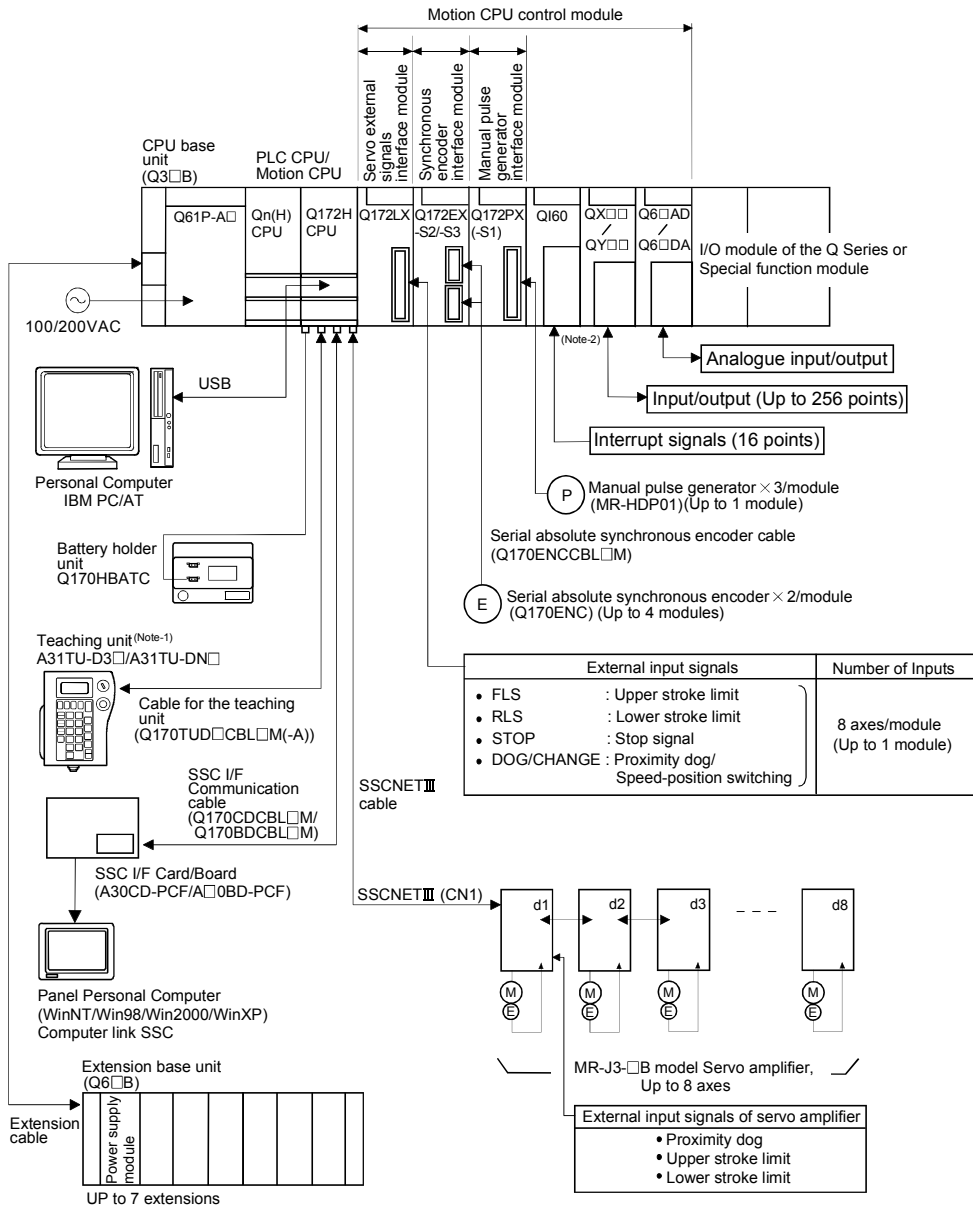 Motion CPU control module
Servo external
signals
interface module
Synchronous
encoder
interface module
Manual pulse
generator
interface module
CPU base
unit
(Q3□B)
PLC CPU/
Motion CPU
Q61P-A□
Qn(H)
CPU
Q172H
CPU
Q172LX
Q172EX
-S2/-S3
Q172PX
(-S1)
QI60
QX□□
/
QY□□
Q6□AD
/
Q6□DA
I/O module of the Q Series or
Special function module
100/200VAC
(Note-2)
Analogue input/output
USB
Input/output (Up to 256 points)
Interrupt signals (16 points)
Personal Computer
IBM PC/AT
P
Manual pulse generator × 3/module
(MR-HDP01)(Up to 1 module)
Serial absolute synchronous encoder cable
(Q170ENCCBL□M)
Battery holder
unit
Q170HBATC
E
Serial absolute synchronous encoder × 2/module
(Q170ENC) (Up to 4 modules)
Teaching unit (Note-1)
A31TU-D3□/A31TU-DN□
Cable for the teaching
unit
(Q170TUD□CBL□M(-A))
External input signals
Number of Inputs
• FLS : Upper stroke limit
• RLS : Lower stroke limit
• STOP : Stop signal
• DOG/CHANGE : Proximity dog/
Speed-position switching
8 axes/module
(Up to 1 module)
SSC I/F
Communication
cable
(Q170CDCBL□M/
Q170BDCBL□M)
SSCNETⅢ
cable
SSC I/F Card/Board
(A30CD-PCF/A□0BD-PCF)
SSCNETⅢ (CN1)
d1
d2
d3
d8
M
E
M
E
M
E
M
E
Panel Personal Computer
(WinNT/Win98/Win2000/WinXP)
Computer link SSC
MR-J3-□B model Servo amplifier,
Up to 8 axes
Extension base unit
(Q6□B)
Extension
cable
Power supply
module
UP to 7 extensions
External input signals of servo amplifier
• Proximity dog
• Upper stroke limit
• Lower stroke limit